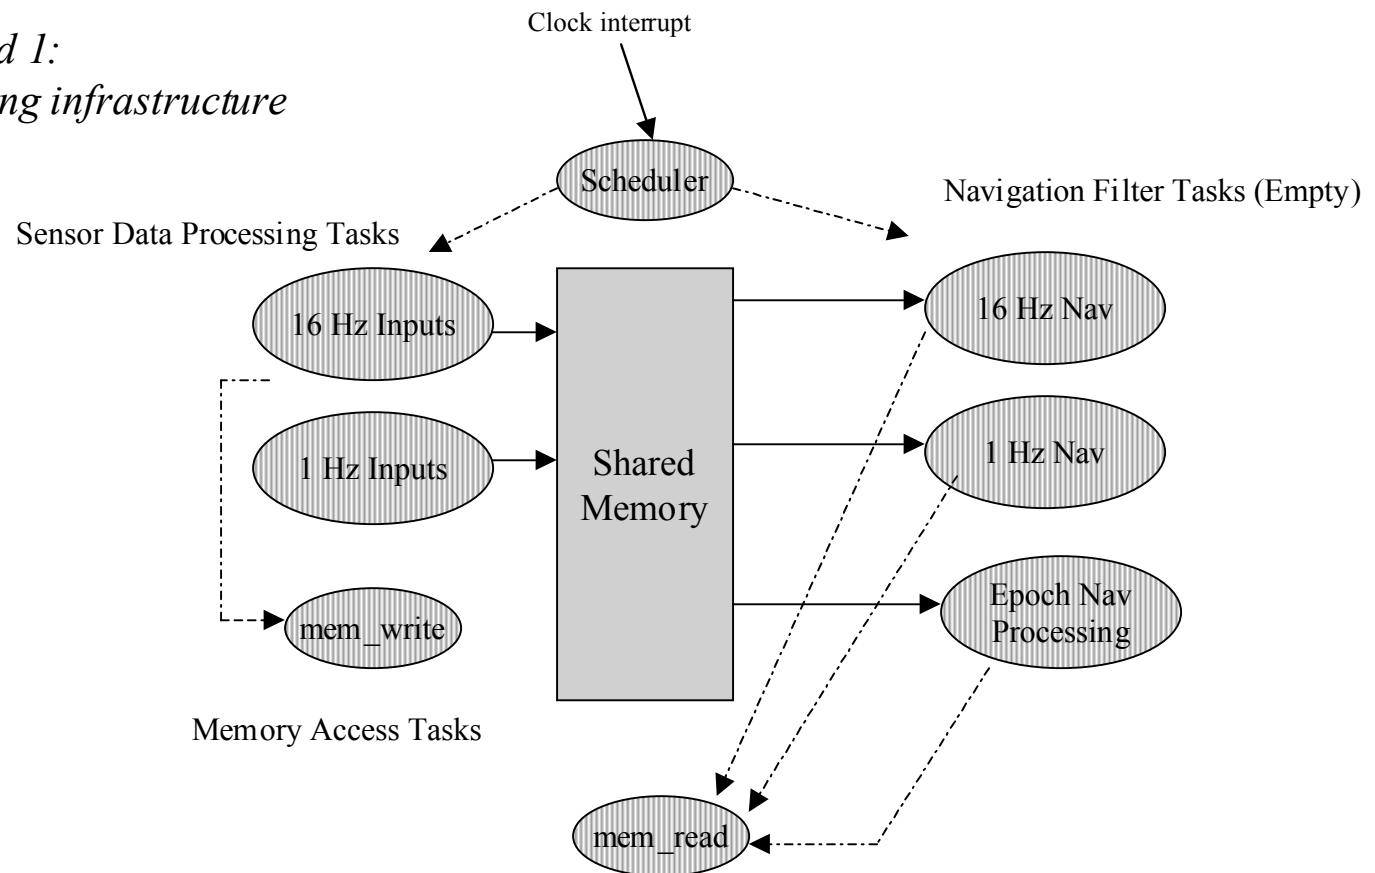 Clock interrupt
d 1:
ng infrastructure
Scheduler
Navigation Filter Tasks (Empty)
Sensor Data Processing Tasks
16 Hz Inputs
16 Hz Nav
1 Hz Inputs
Shared
Memory
1 Hz Nav
Epoch Nav
Processing
mem_write
Memory Access Tasks
mem_read